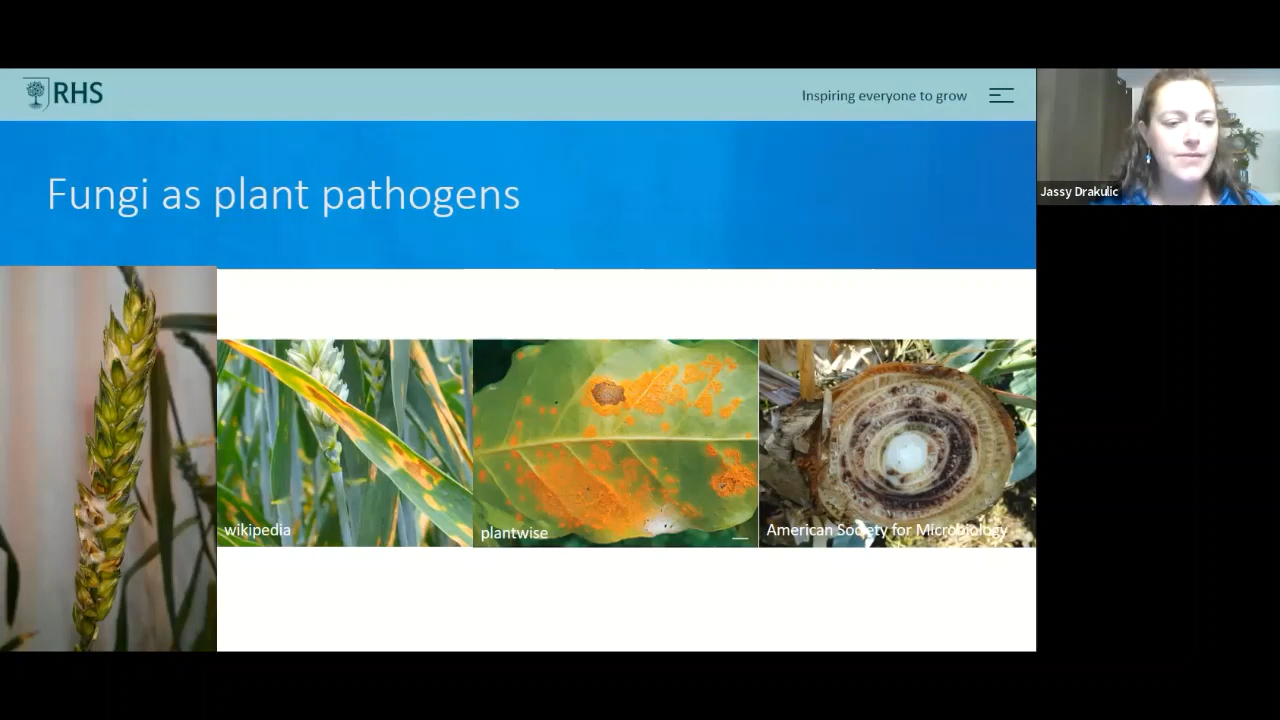 RHS
Inspiring everyone to grow
Fungi as plant pathogens
Jassy Drakulic
wikipedia
plantwise
American Society for Microbiology